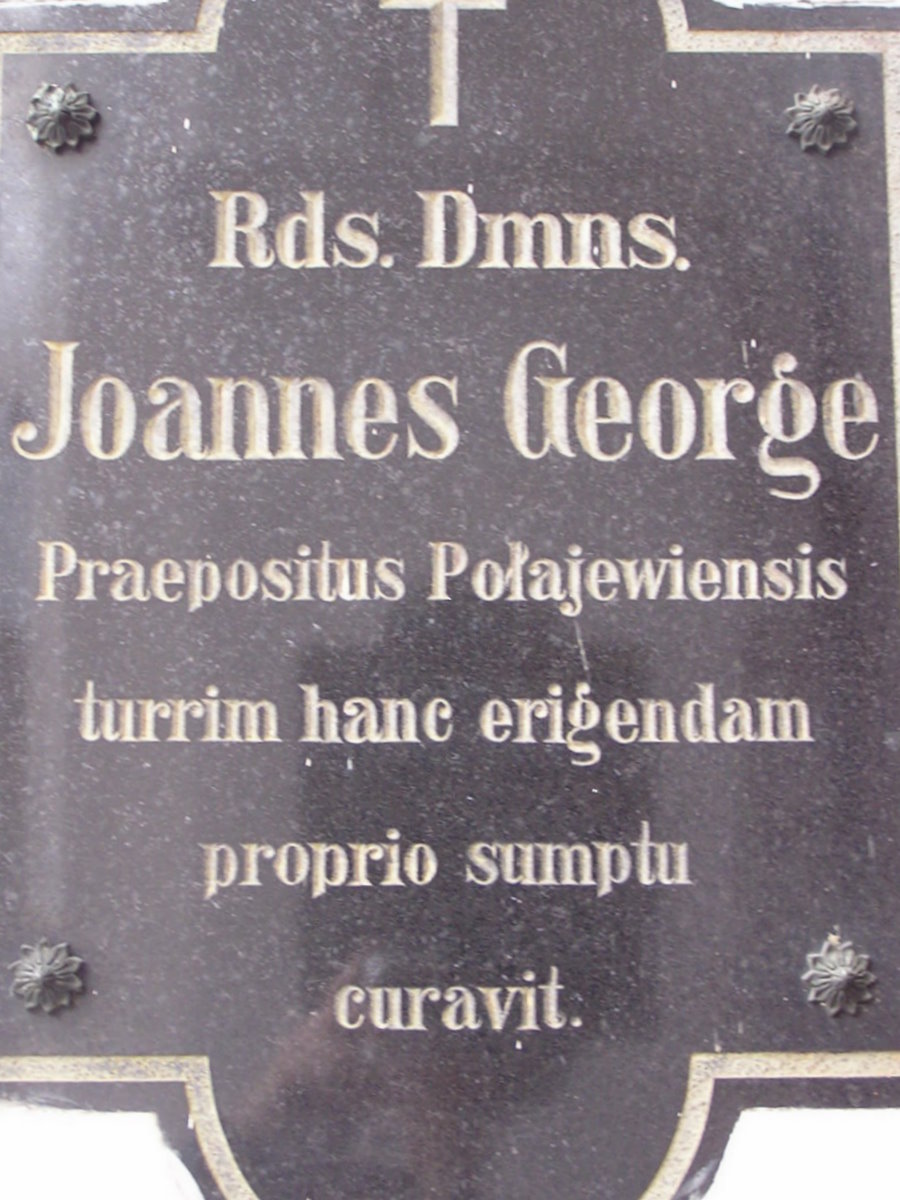 Rds. Dmns.
Joannes George
Praepositus Połajewiensis
turrim hanc erigendam
proprio sumptu
curavit.